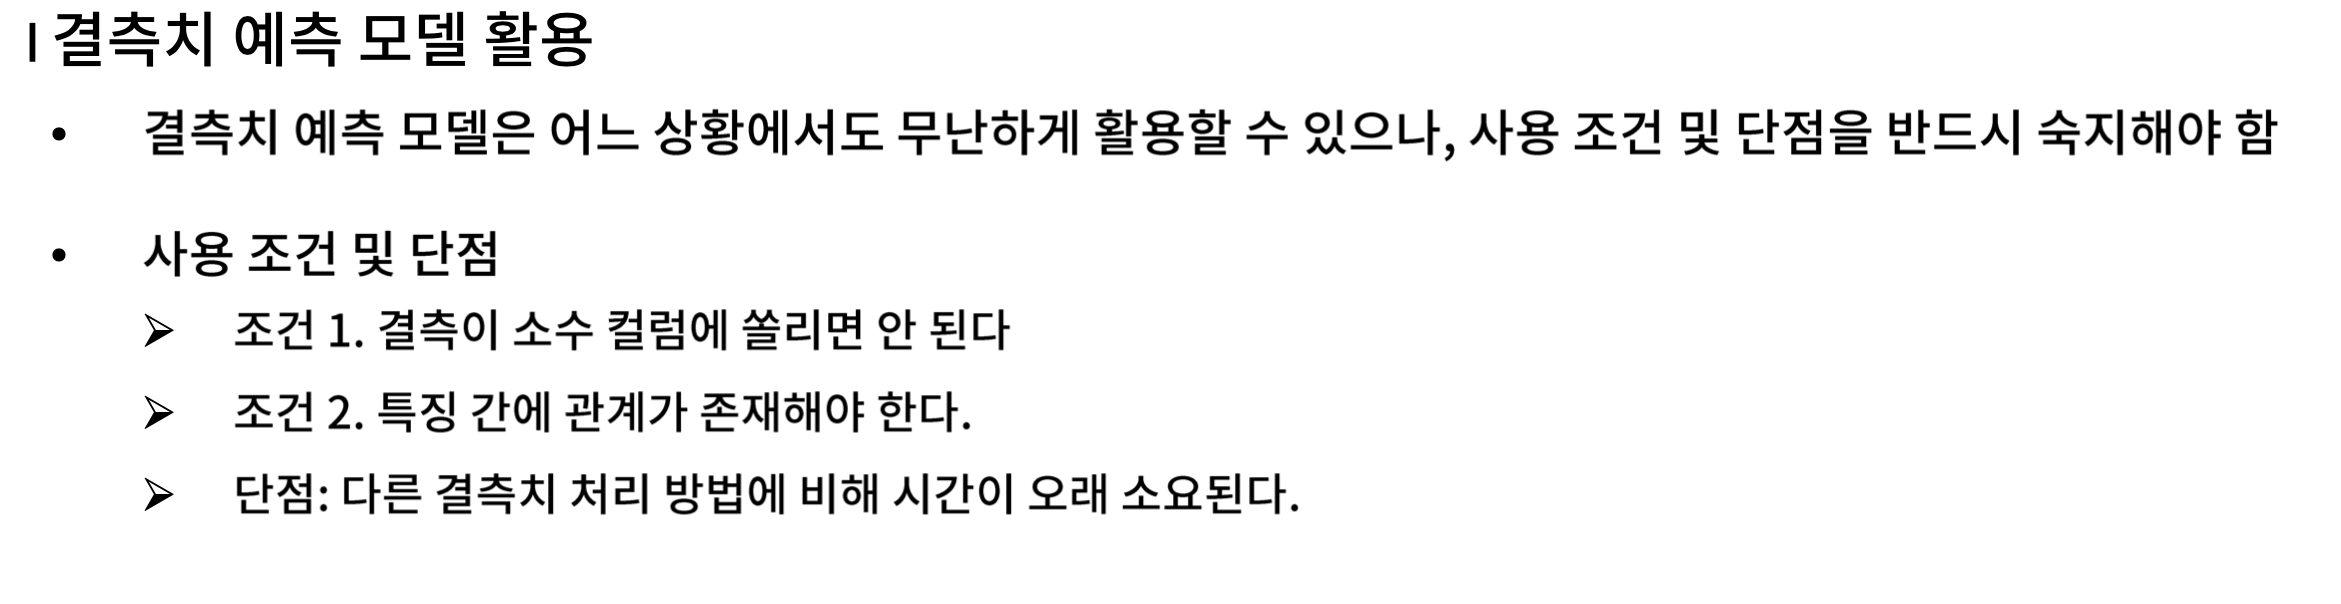 | 결측치 예측 모델 활용
• 결측치 예측 모델은 어느 상황에서도 무난하게 활용할 수 있으나, 사용 조건 및 단점을 반드시 숙지해야 함
• 사용 조건 및 단점
➢ 조건 1. 결측이 소수 컬럼에 쏠리면 안 된다
➢ 조건 2. 특징 간에 관계가 존재해야 한다.
➢ 단점: 다른 결측치 처리 방법에 비해 시간이 오래 소요된다.